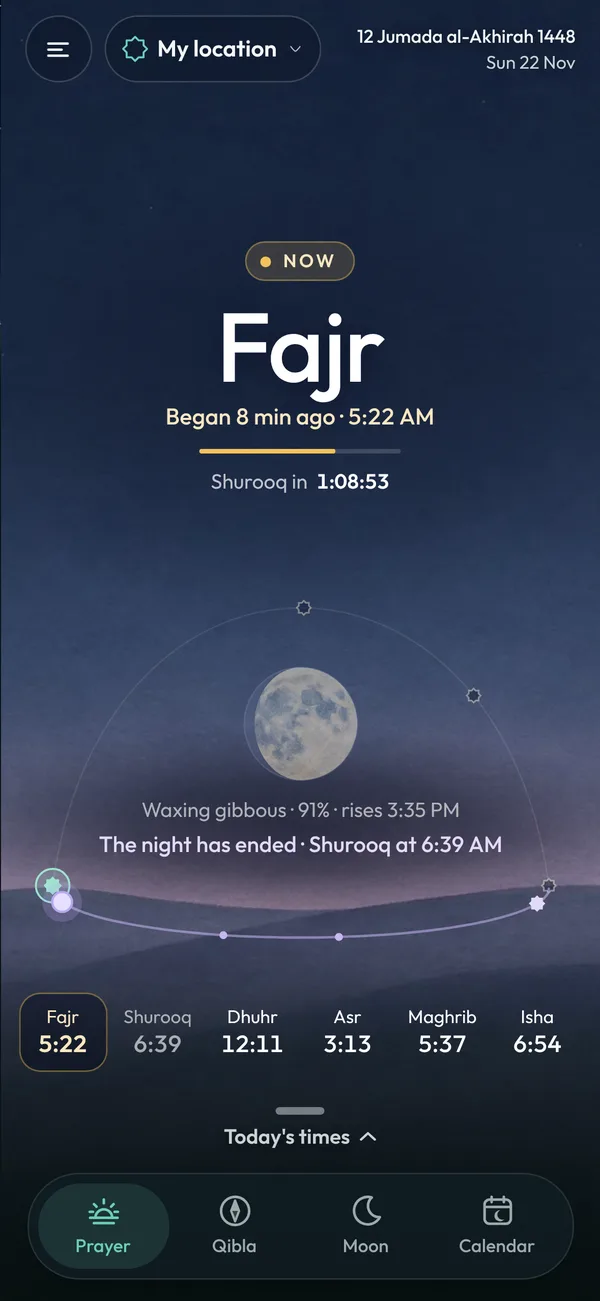 My location
12 Jumada al-Akhirah 1448
Sun 22 Nov
NOW
Fajr
Began 8 min ago · 5:22 AM
Shurooq in 1:08:53
Waxing gibbous · 91% · rises 3:35 PM
The night has ended · Shurooq at 6:39 AM
Fajr Shurooq Dhuhr Asr Maghrib Isha
5:22 6:39 12:11 3:13 5:37 6:54
Today's times
Prayer Qibla Moon Calendar